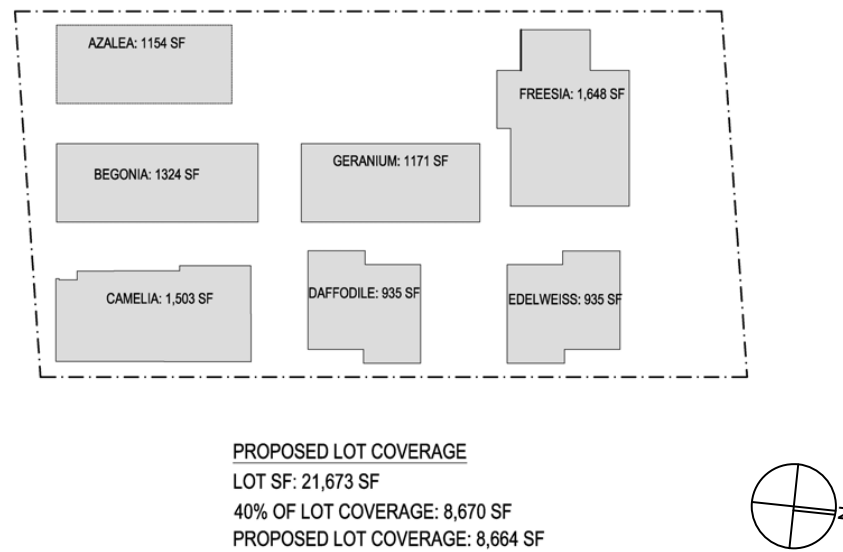 AZALEA: 1154 SF
FREESIA: 1,648 SF
BEGONIA: 1324 SF
GERANIUM: 1171 SF
CAMELIA: 1,503 SF
DAFFODILE: 935 SF
EDELWEISS: 935 SF
PROPOSED LOT COVERAGE
LOT SF: 21,673 SF
40% OF LOT COVERAGE: 8,670 SF
PROPOSED LOT COVERAGE: 8,664 SF
N